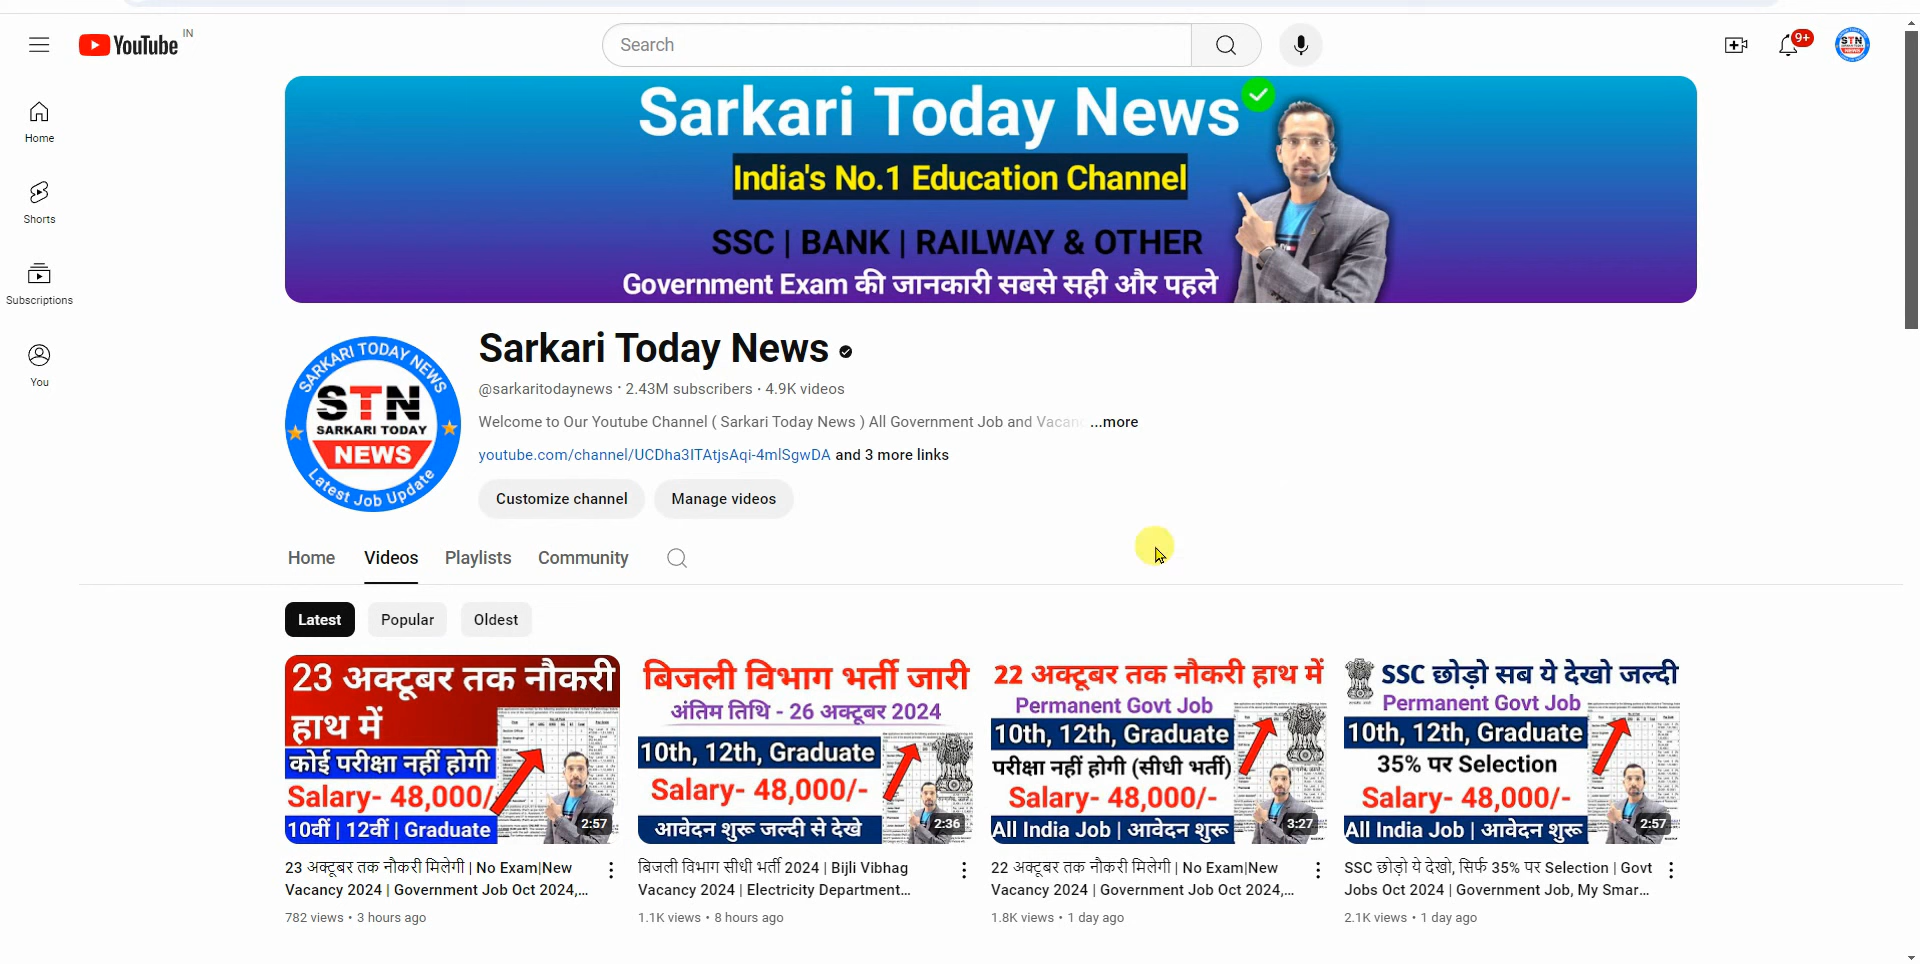 YouTube IN
Search
9+
Home
Shorts
Subscriptions
You
Sarkari Today News
India's No.1 Education Channel
SSC | BANK | RAILWAY & OTHER
Government Exam की जानकारी सबसे सही और पहले
SARKARI TODAY NEWS
STN
SARKARI TODAY
NEWS
Latest Job Update
Sarkari Today News
@sarkaritodaynews · 2.43M subscribers · 4.9K videos
Welcome to Our Youtube Channel ( Sarkari Today News ) All Government Job and Vacan ...more
youtube.com/channel/UCDha3ITAtjsAqi-4mlSgwDA and 3 more links
Customize channel Manage videos
Home Videos Playlists Community
Latest Popular Oldest
23 अक्टूबर तक नौकरी
हाथ में
कोई परीक्षा नहीं होगी
Salary- 48,000/-
10वीं | 12वीं | Graduate
2:57
23 अक्टूबर तक नौकरी मिलेगी | No Exam|New
Vacancy 2024 | Government Job Oct 2024,...
782 views • 3 hours ago
बिजली विभाग भर्ती जारी
अंतिम तिथि - 26 अक्टूबर 2024
10th, 12th, Graduate
Salary- 48,000/-
आवेदन शुरू जल्दी से देखे
2:36
बिजली विभाग सीधी भर्ती 2024 | Bijli Vibhag
Vacancy 2024 | Electricity Department...
1.1K views • 8 hours ago
22 अक्टूबर तक नौकरी हाथ में
Permanent Govt Job
10th, 12th, Graduate
परीक्षा नहीं होगी (सीधी भर्ती)
Salary- 48,000/-
All India Job | आवेदन शुरू
3:27
22 अक्टूबर तक नौकरी मिलेगी | No Exam|New
Vacancy 2024 | Government Job Oct 2024,...
1.8K views • 1 day ago
SSC छोड़ो सब ये देखो जल्दी
Permanent Govt Job
10th, 12th, Graduate
35% पर Selection
Salary- 48,000/-
All India Job | आवेदन शुरू
2:57
SSC छोड़ो ये देखो, सिर्फ 35% पर Selection | Govt
Jobs Oct 2024 | Government Job, My Smar...
2.1K views • 1 day ago